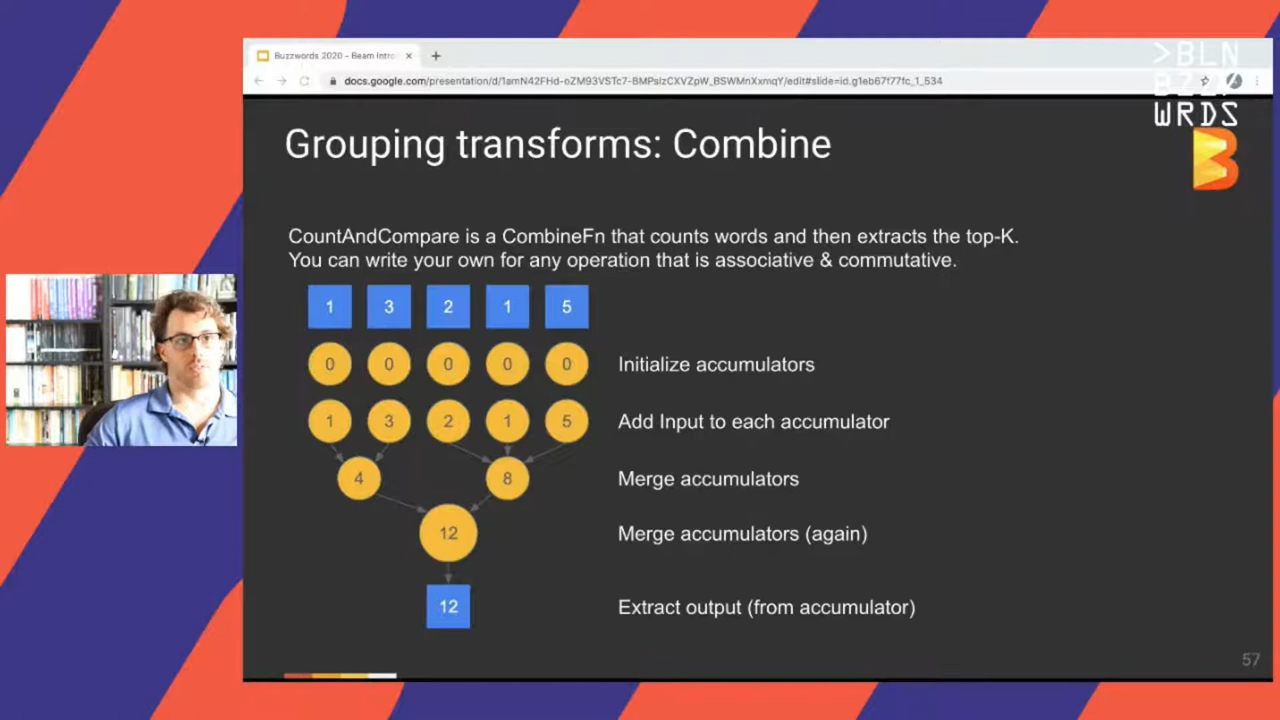 Buzzwords 2020 - Beam Intro
docs.google.com/presentation/d/1amN42FHd-oZM93VSTc7-BMPslzCXVZpW_BSWMnXxmqY/edit#slide=id.g1eb67f77fc_1_534
>BLN
BZZ
WRDS
Grouping transforms: Combine
CountAndCompare is a CombineFn that counts words and then extracts the top-K.
You can write your own for any operation that is associative & commutative.
1 3 2 1 5
0 0 0 0 0 Initialize accumulators
1 3 2 1 5 Add Input to each accumulator
4 8 Merge accumulators
12 Merge accumulators (again)
12 Extract output (from accumulator)
57